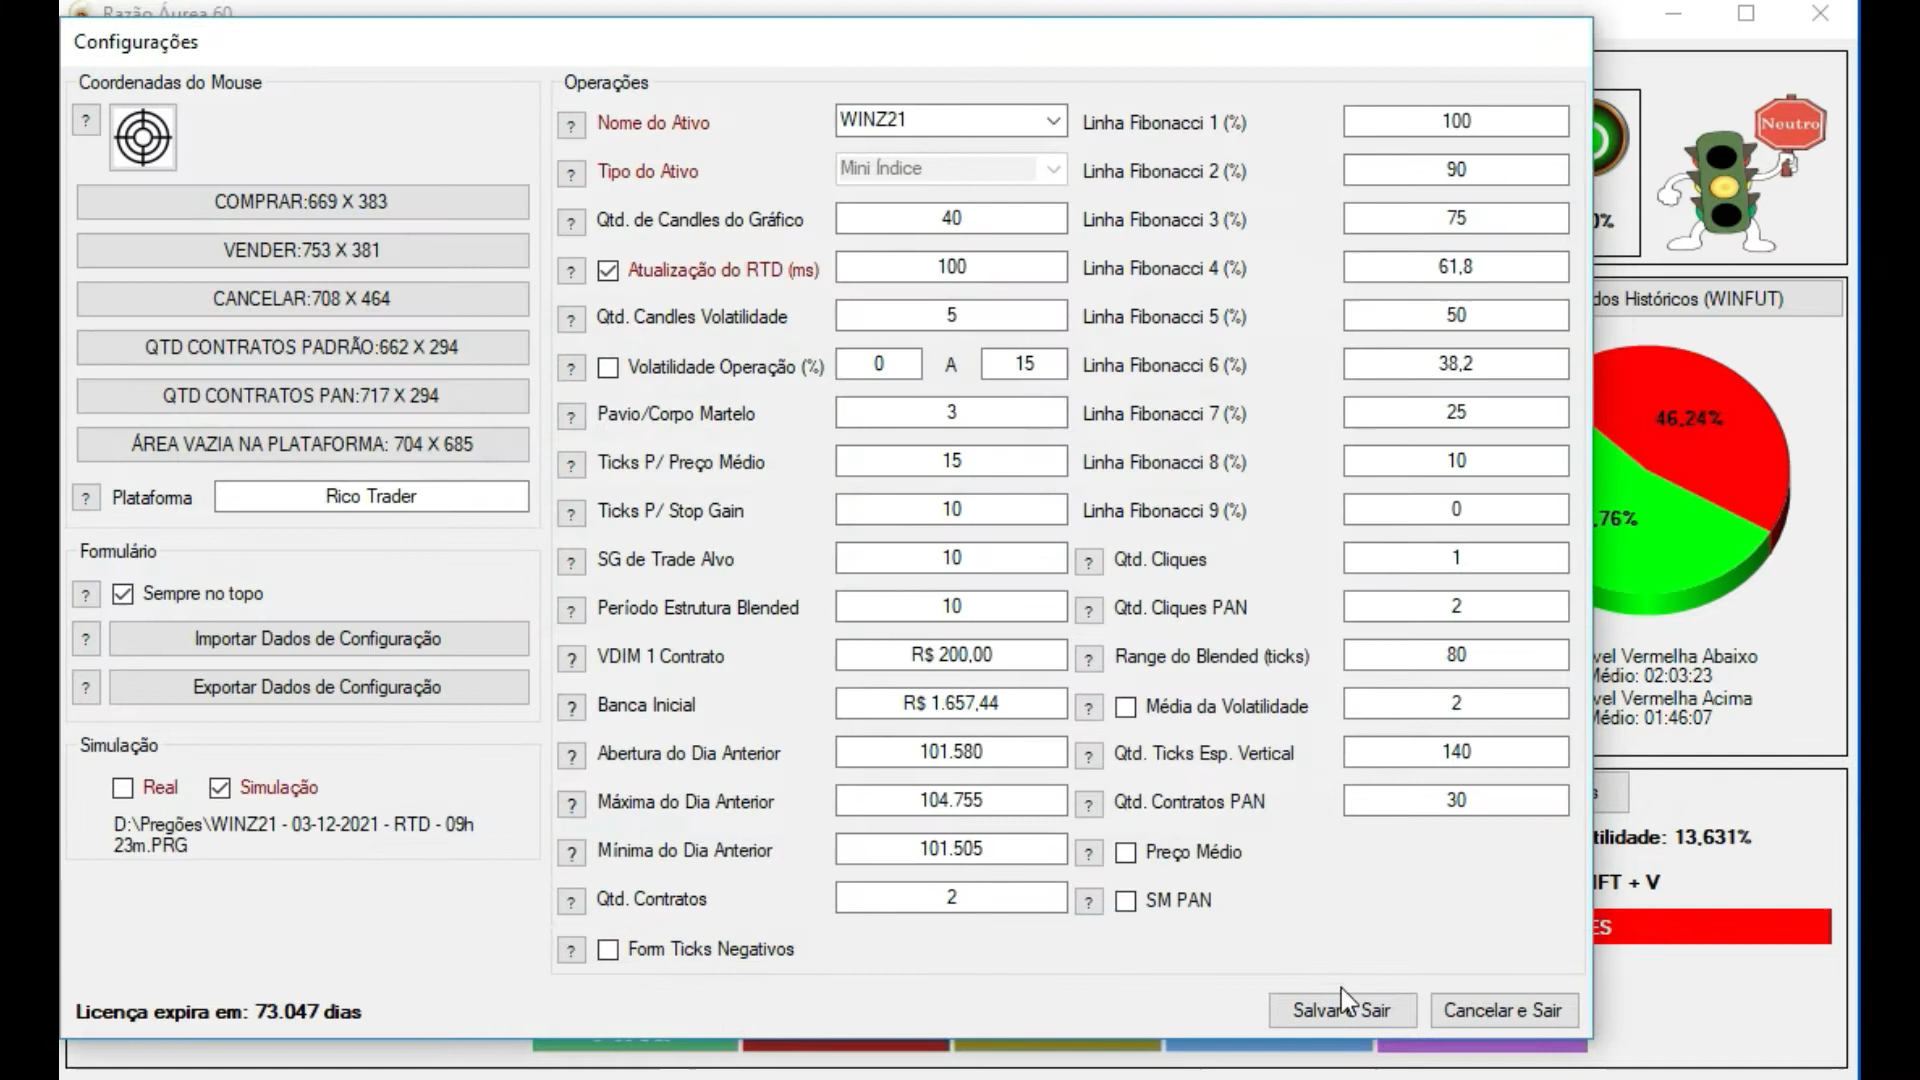 Razão Áurea 60
Configurações
Coordenadas do Mouse
?
COMPRAR:669 X 383
VENDER:753 X 381
CANCELAR:708 X 464
QTD CONTRATOS PADRÃO:662 X 294
QTD CONTRATOS PAN:717 X 294
ÁREA VAZIA NA PLATAFORMA: 704 X 685
? Plataforma Rico Trader
Formulário
? Sempre no topo
? Importar Dados de Configuração
? Exportar Dados de Configuração
Simulação
Real Simulação
D:\Pregões\WINZ21 - 03-12-2021 - RTD - 09h
23m.PRG
Licença expira em: 73.047 dias
Operações
? Nome do Ativo WINZ21 Linha Fibonacci 1 (%) 100
? Tipo do Ativo Mini Índice Linha Fibonacci 2 (%) 90
? Qtd. de Candles do Gráfico 40 Linha Fibonacci 3 (%) 75
? Atualização do RTD (ms) 100 Linha Fibonacci 4 (%) 61,8
? Qtd. Candles Volatilidade 5 Linha Fibonacci 5 (%) 50
? Volatilidade Operação (%) 0 A 15 Linha Fibonacci 6 (%) 38,2
? Pavio/Corpo Martelo 3 Linha Fibonacci 7 (%) 25
? Ticks P/ Preço Médio 15 Linha Fibonacci 8 (%) 10
? Ticks P/ Stop Gain 10 Linha Fibonacci 9 (%) 0
? SG de Trade Alvo 10 ? Qtd. Cliques 1
? Período Estrutura Blended 10 ? Qtd. Cliques PAN 2
? VDIM 1 Contrato R$ 200,00 ? Range do Blended (ticks) 80
? Banca Inicial R$ 1.657,44 ? Média da Volatilidade 2
? Abertura do Dia Anterior 101.580 ? Qtd. Ticks Esp. Vertical 140
? Máxima do Dia Anterior 104.755 ? Qtd. Contratos PAN 30
? Mínima do Dia Anterior 101.505 ? Preço Médio
? Qtd. Contratos 2 ? SM PAN
? Form Ticks Negativos
Salvar e Sair Cancelar e Sair
Neutro
0%
dos Históricos (WINFUT)
46,24%
,76%
vel Vermelha Abaixo
Médio: 02:03:23
vel Vermelha Acima
Médio: 01:46:07
s
tilidade: 13,631%
IFT + V
ES